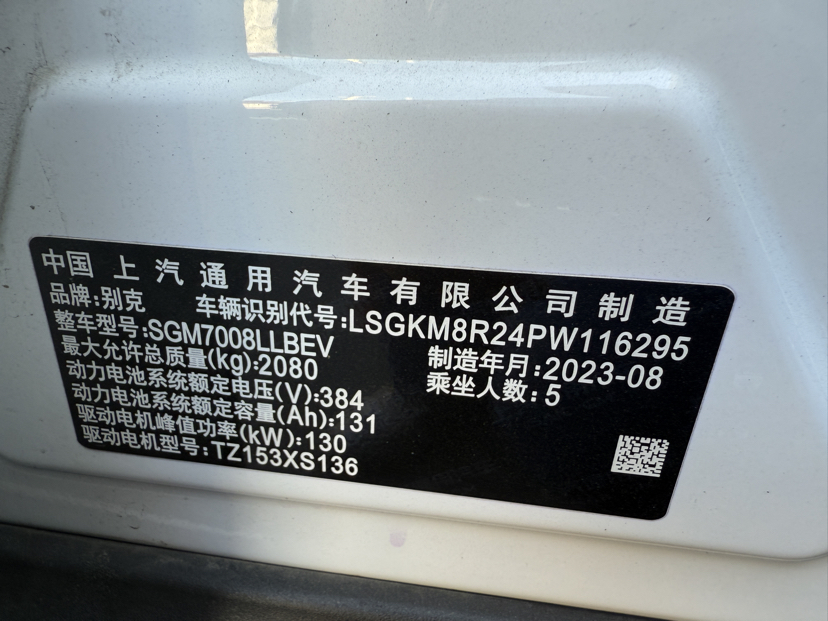 中国 上汽通用汽车有限公司制造
品牌:别克 车辆识别代号:LSGKM8R24PW116295
整车型号:SGM7008LLBEV 制造年月:2023-08
最大允许总质量(kg):2080 乘坐人数:5
动力电池系统额定电压(V):384
动力电池系统额定容量(Ah):131
驱动电机峰值功率(kW):130
驱动电机型号:TZ153XS136